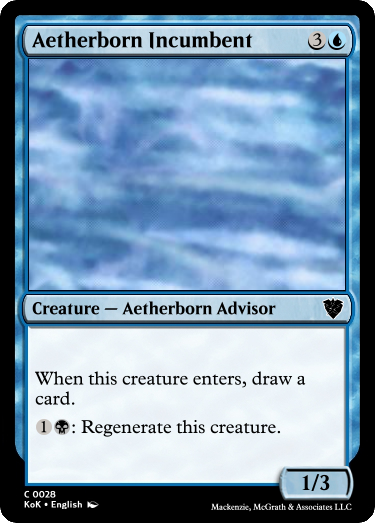 Aetherborn Incumbent 3
Creature — Aetherborn Advisor
When this creature enters, draw a
card.
1 : Regenerate this creature.
1/3
C 0028
KoK • English
Mackenzie, McGrath & Associates LLC